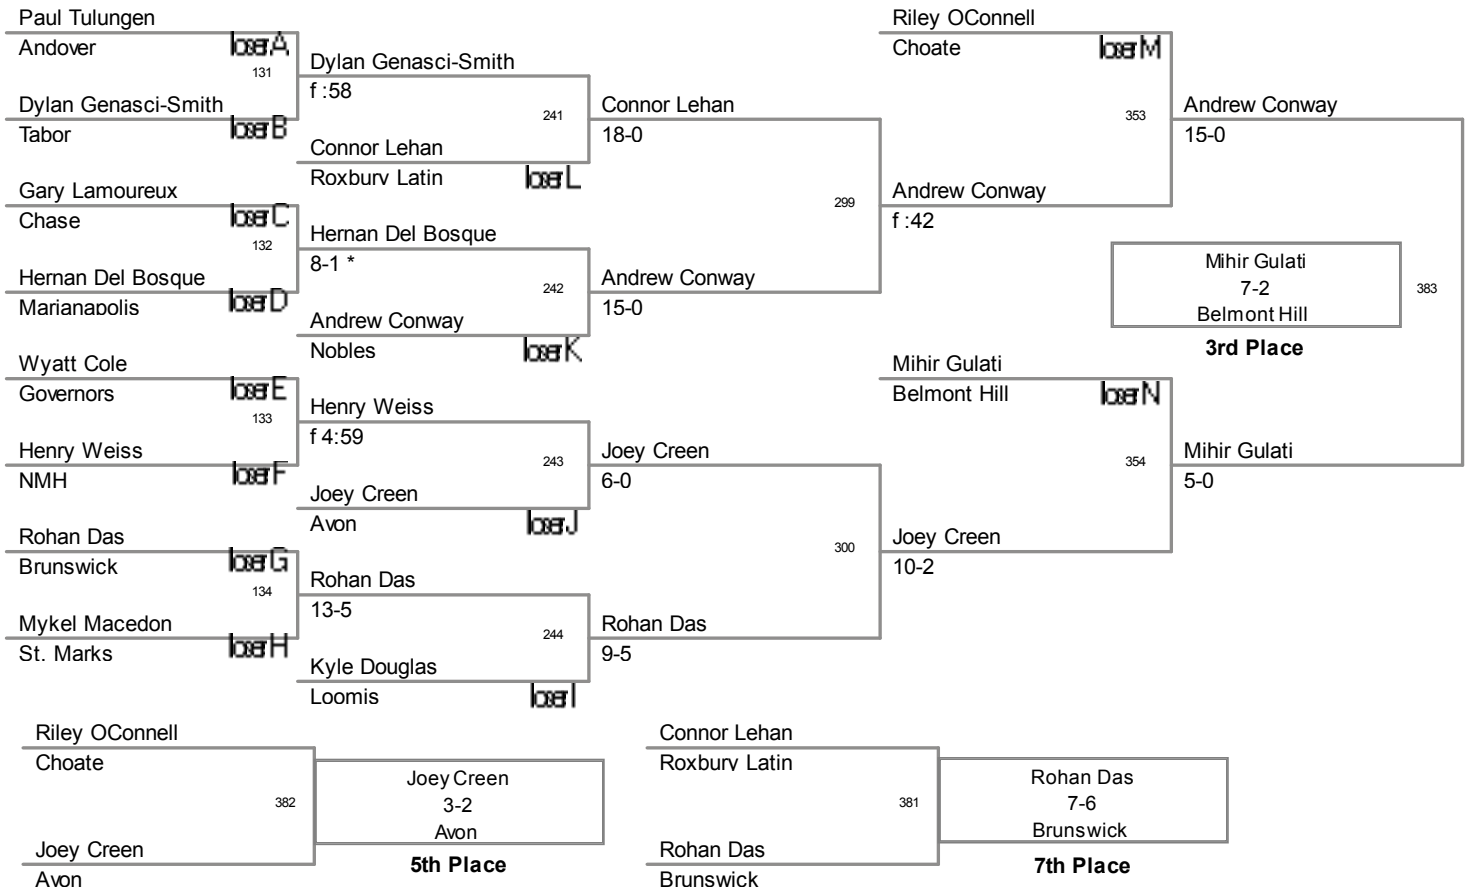 Paul Tulungen
Andover
loser A
131
Dylan Genasci-Smith
Tabor
loser B
Dylan Genasci-Smith
f :58
241
Connor Lehan
Roxbury Latin
loser L
Connor Lehan
18-0
Gary Lamoureux
Chase
loser C
132
Hernan Del Bosque
Marianapolis
loser D
Hernan Del Bosque
8-1 *
242
Andrew Conway
Nobles
loser K
Andrew Conway
15-0
299
Andrew Conway
f :42
Wyatt Cole
Governors
loser E
133
Henry Weiss
NMH
loser F
Henry Weiss
f 4:59
243
Joey Creen
Avon
loser J
Joey Creen
6-0
Rohan Das
Brunswick
loser G
134
Mykel Macedon
St. Marks
loser H
Rohan Das
13-5
244
Kyle Douglas
Loomis
loser I
Rohan Das
9-5
300
Joey Creen
10-2
Riley OConnell
Choate
loser M
353
Andrew Conway
15-0
Mihir Gulati
7-2
Belmont Hill
3rd Place
383
Mihir Gulati
Belmont Hill
loser N
354
Mihir Gulati
5-0
Riley OConnell
Choate
382
Joey Creen
Avon
Joey Creen
3-2
Avon
5th Place
Connor Lehan
Roxbury Latin
381
Rohan Das
Brunswick
Rohan Das
7-6
Brunswick
7th Place